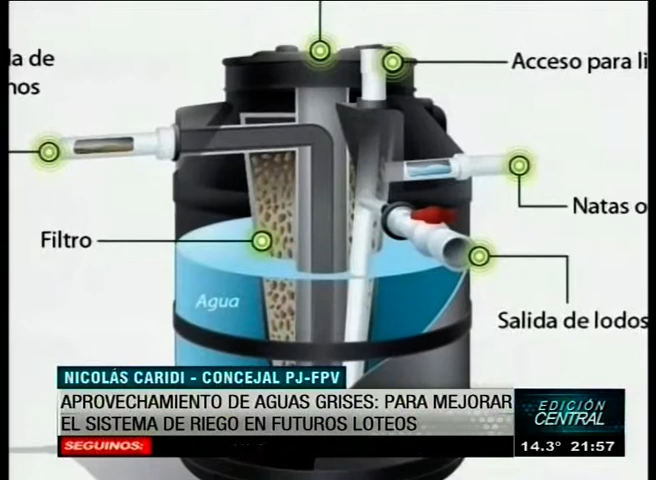 da de
nos
Acceso para li
Natas o
Filtro
Agua
Salida de lodos
NICOLÁS CARIDI - CONCEJAL PJ-FPV
APROVECHAMIENTO DE AGUAS GRISES: PARA MEJORAR
EL SISTEMA DE RIEGO EN FUTUROS LOTEOS
SEGUINOS:
EDICIÓN
CENTRAL
14.3° 21:57